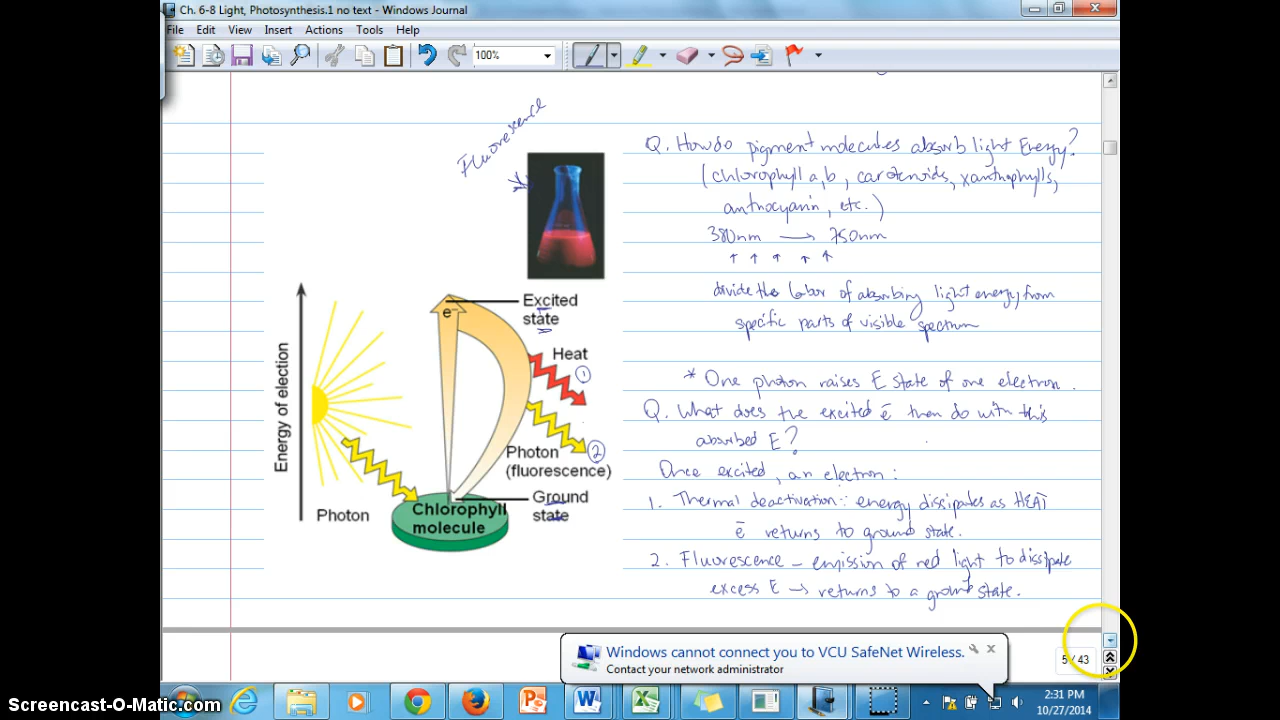 Ch. 6-8 Light, Photosynthesis.1 no text - Windows Journal
File Edit View Insert Actions Tools Help
100%
Fluorescence
Q. How do pigment molecules absorb light Energy?
(chlorophyll a,b, carotenoids, xanthophylls,
anthocyanin, etc.)
380nm → 750nm
↑ ↑ ↑ ↑ ↑
divide the labor of absorbing light energy from
specific parts of visible spectrum
* One photon raises E state of one electron.
Q. What does the excited ē then do with this
absorbed E?
Once excited, an electron:
1. Thermal deactivation: energy dissipates as HEAT
ē returns to ground state.
2. Fluorescence – emission of red light to dissipate
excess E → returns to a ground state.
Energy of election
e⁻
Excited
state
Heat
1
Photon
(fluorescence)
2
Ground
state
Chlorophyll
molecule
Photon
5 / 43
Windows cannot connect you to VCU SafeNet Wireless.
Contact your network administrator
2:31 PM
10/27/2014
Screencast-O-Matic.com